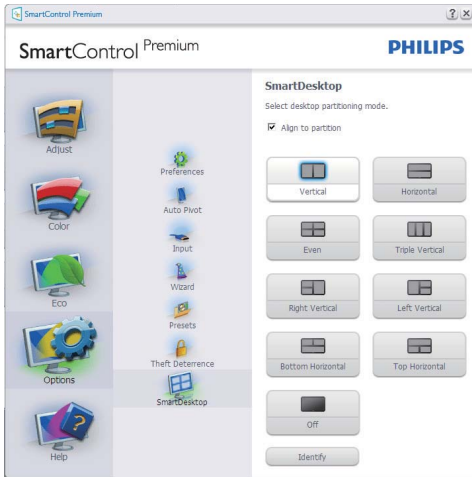 SmartControl Premium
SmartControl Premium
PHILIPS
Adjust
Color
Eco
Options
Help
Preferences
Auto Pivot
Input
Wizard
Presets
Theft Deterrence
SmartDesktop
SmartDesktop
Select desktop partitioning mode.
Align to partition
Vertical
Horizontal
Even
Triple Vertical
Right Vertical
Left Vertical
Bottom Horizontal
Top Horizontal
Off
Identify